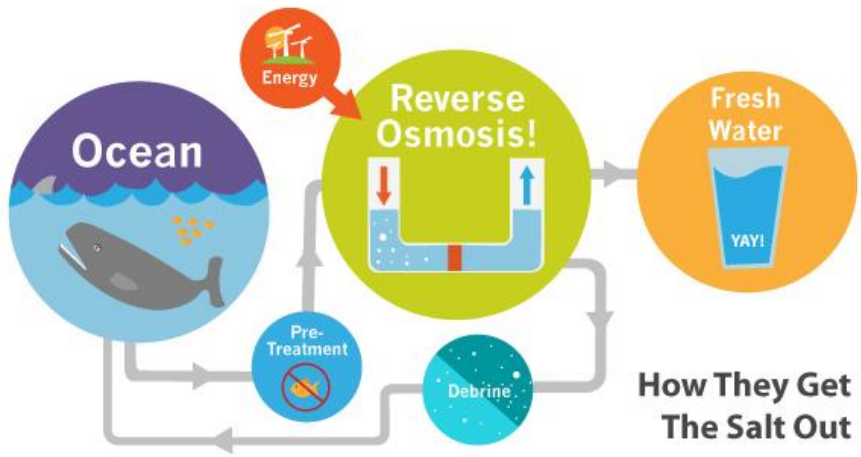 Energy
Ocean
Reverse
Osmosis!
Fresh
Water
YAY!
Pre-
Treatment
Debrine
How They Get
The Salt Out